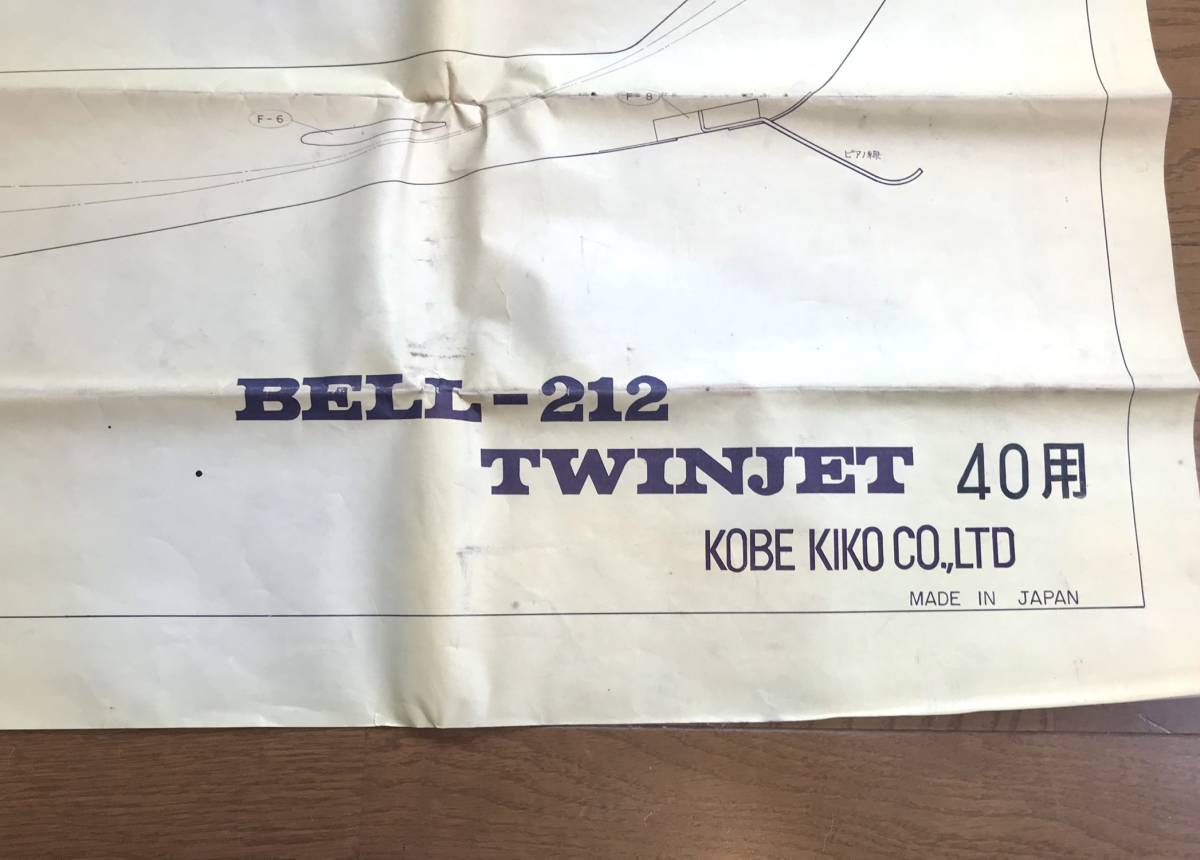 F-6
F-8
ピアノ線
BELL-212
TWINJET 40用
KOBE KIKO CO.,LTD
MADE IN JAPAN